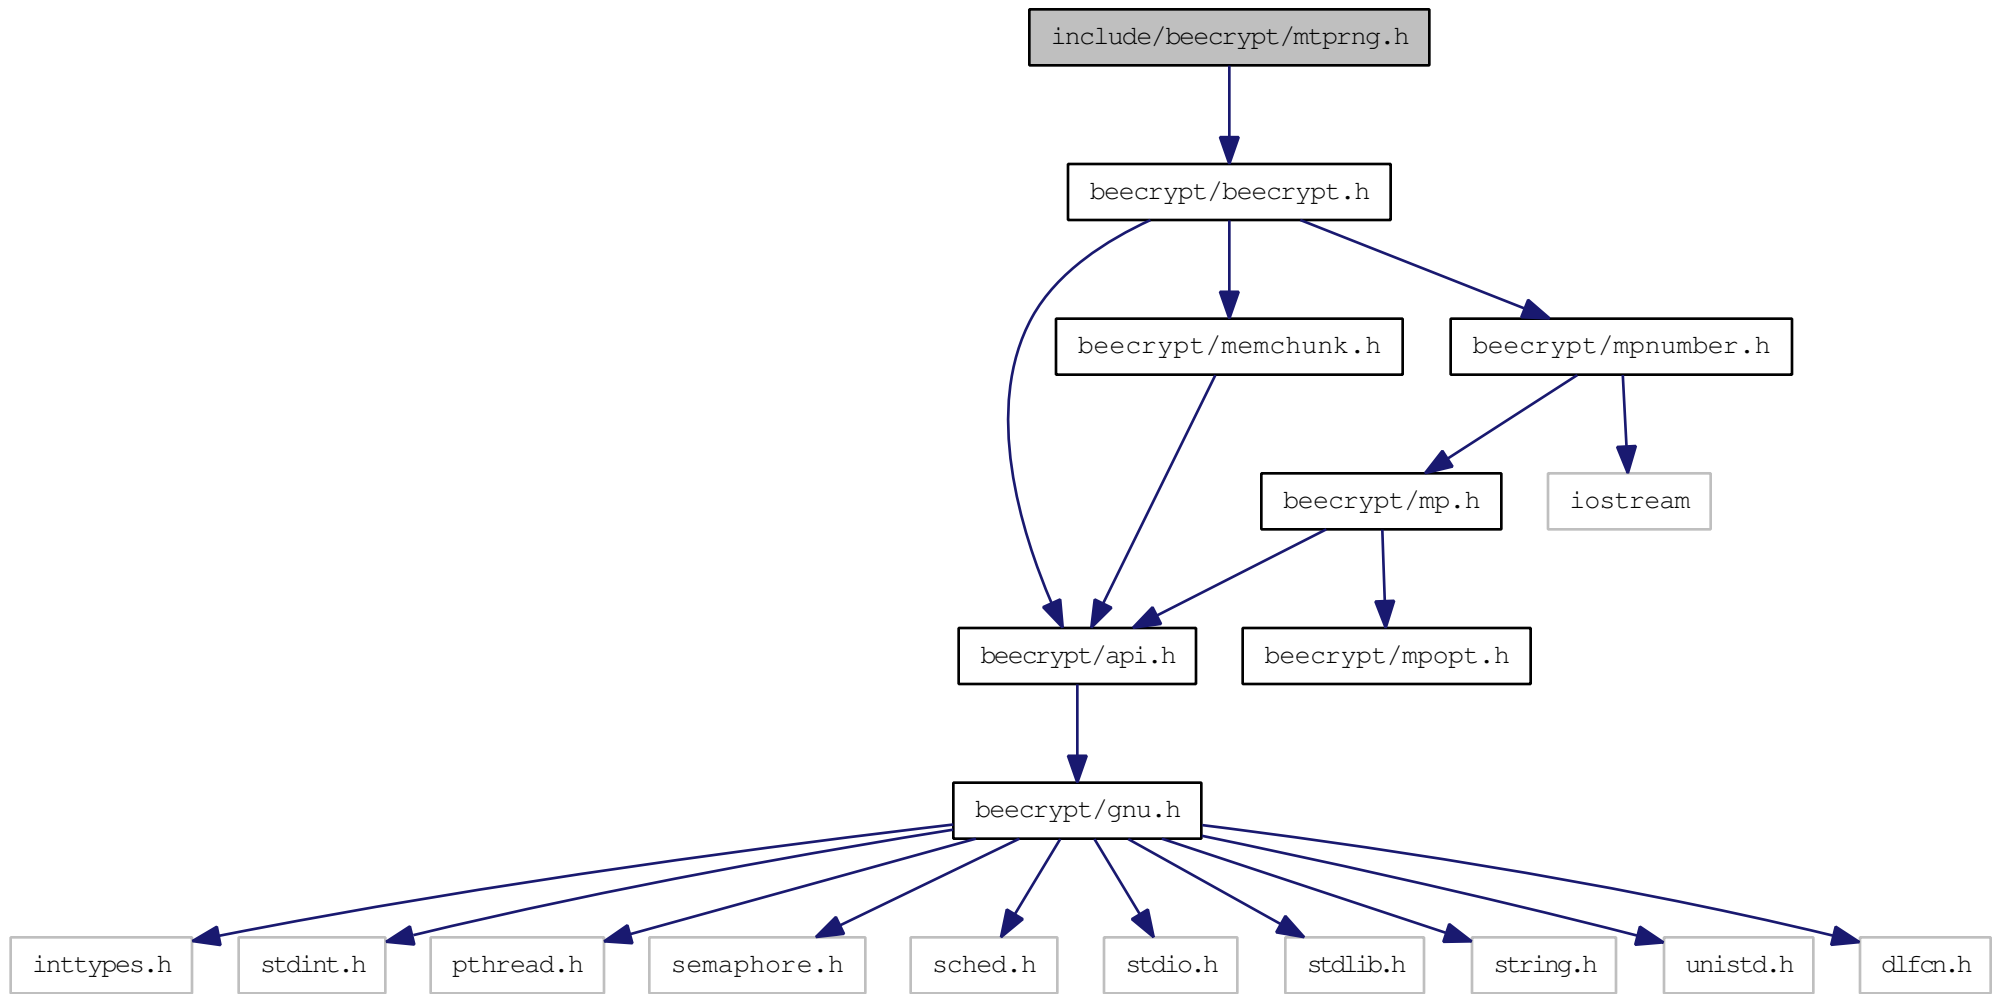 include/beecrypt/mtprng.h
beecrypt/beecrypt.h
beecrypt/memchunk.h
beecrypt/mpnumber.h
beecrypt/mp.h
iostream
beecrypt/api.h
beecrypt/mpopt.h
beecrypt/gnu.h
inttypes.h
stdint.h
pthread.h
semaphore.h
sched.h
stdio.h
stdlib.h
string.h
unistd.h
dlfcn.h